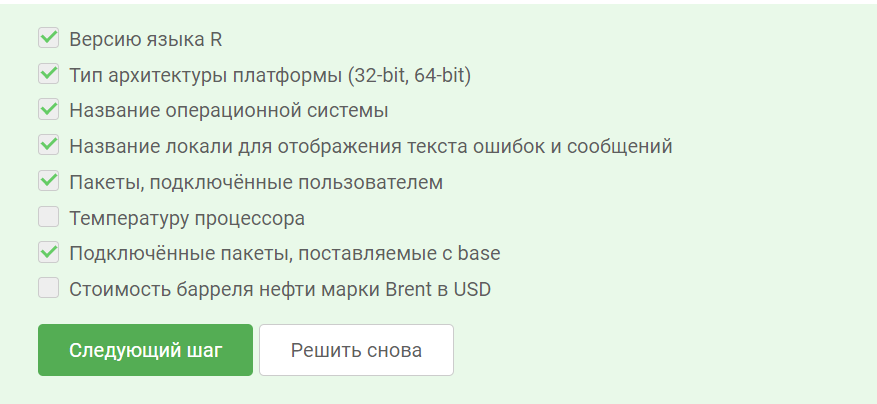 Версию языка R
Тип архитектуры платформы (32-bit, 64-bit)
Название операционной системы
Название локали для отображения текста ошибок и сообщений
Пакеты, подключённые пользователем
Температуру процессора
Подключённые пакеты, поставляемые с base
Стоимость барреля нефти марки Brent в USD
Следующий шаг Решить снова